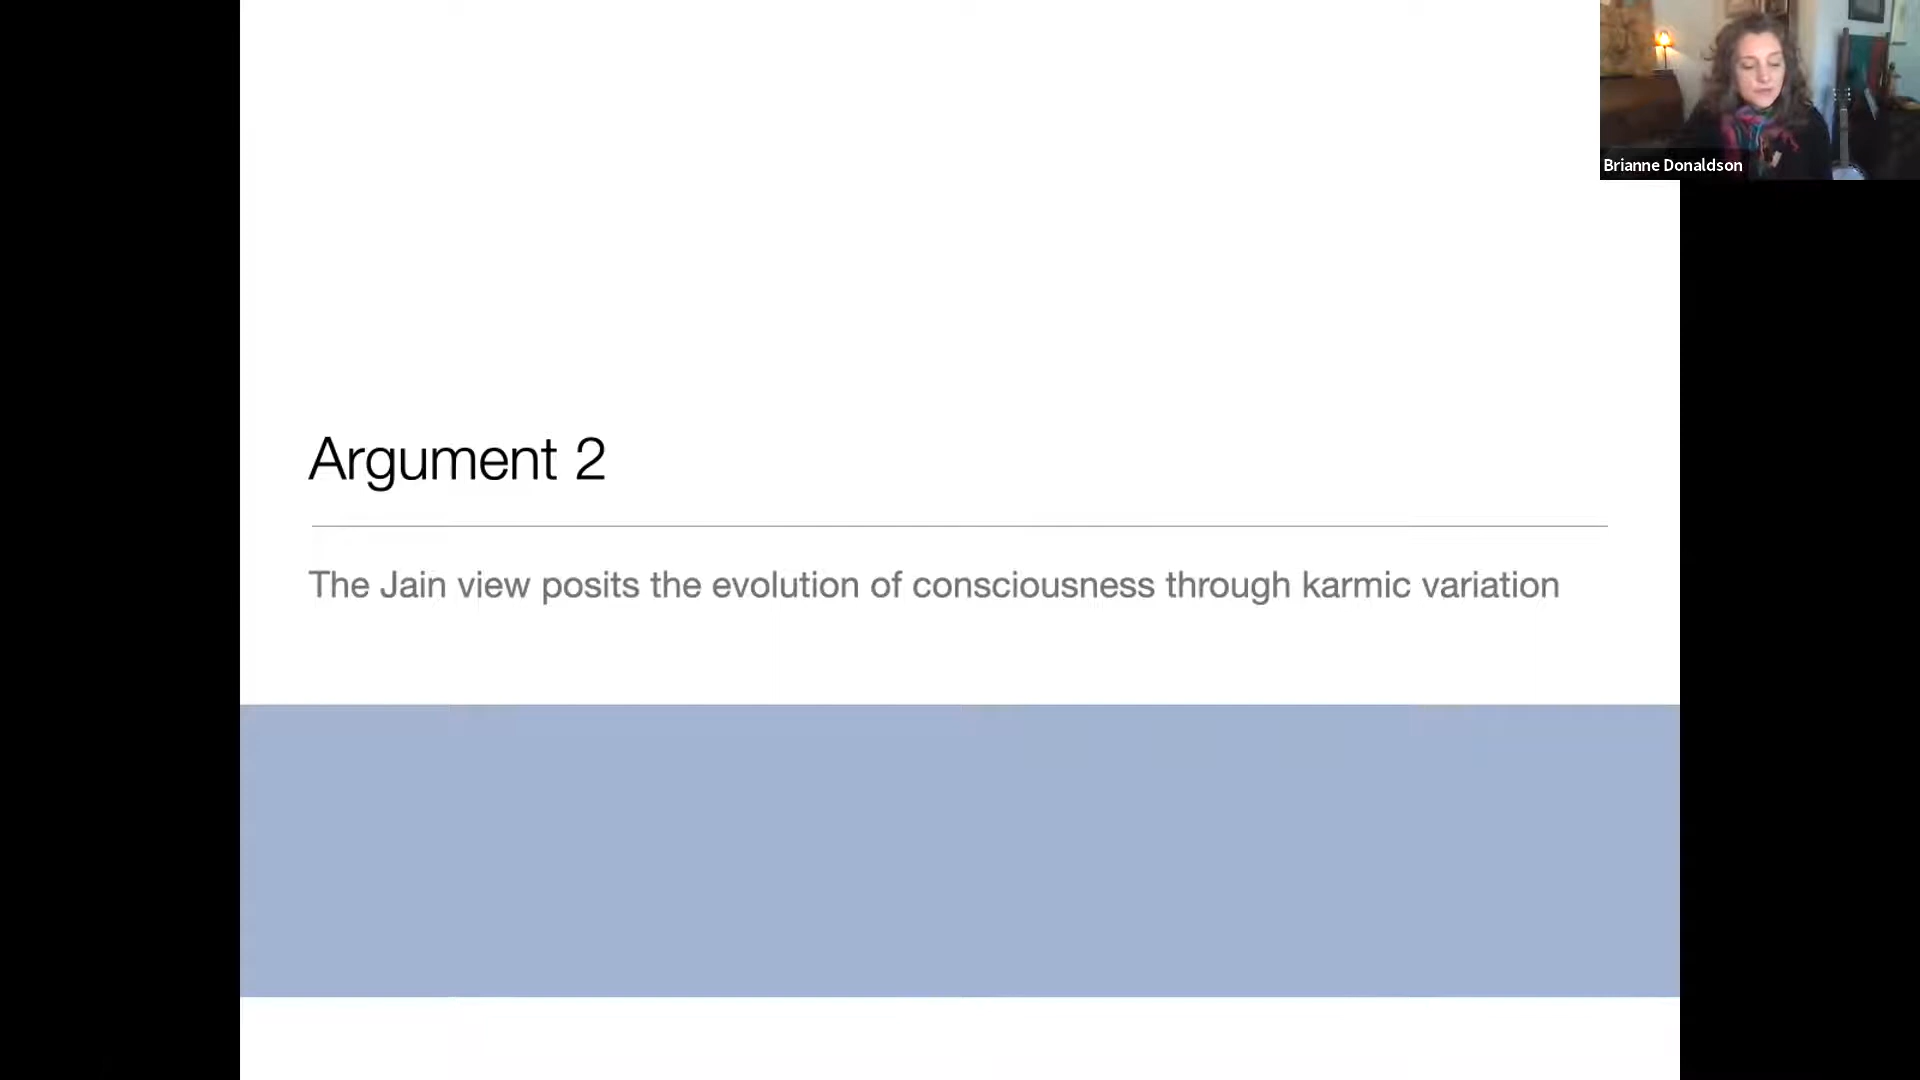 Brianne Donaldson
Argument 2
The Jain view posits the evolution of consciousness through karmic variation